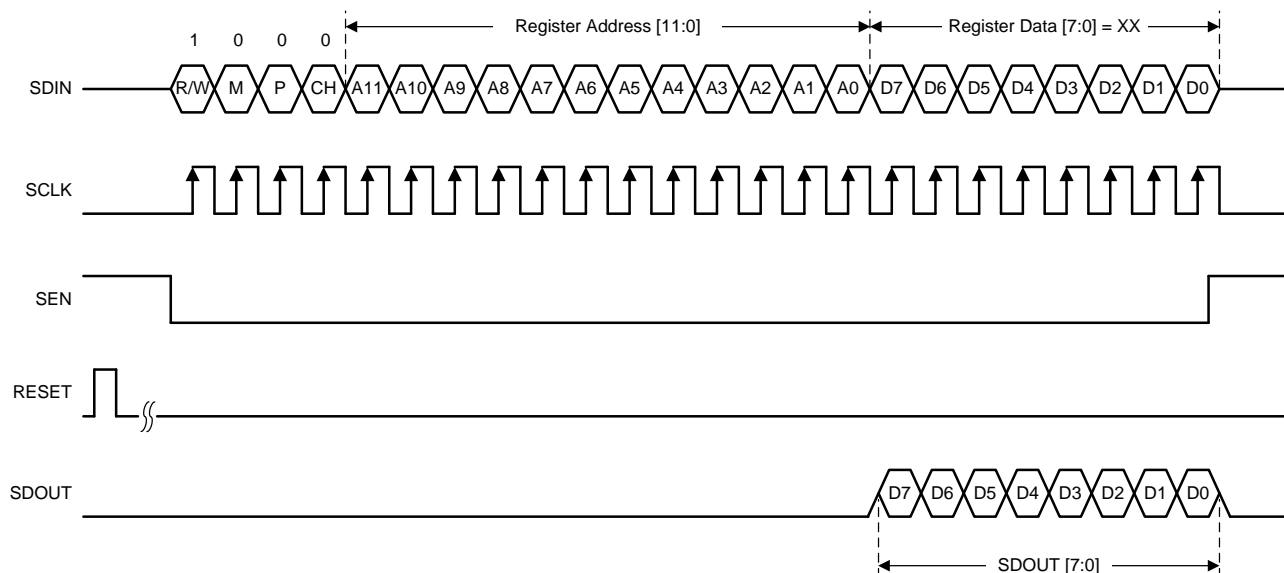 1 0 0 0 Register Address [11:0] Register Data [7:0] = XX
SDIN R/W M P CH A11 A10 A9 A8 A7 A6 A5 A4 A3 A2 A1 A0 D7 D6 D5 D4 D3 D2 D1 D0
SCLK
SEN
RESET
SDOUT D7 D6 D5 D4 D3 D2 D1 D0
SDOUT [7:0]